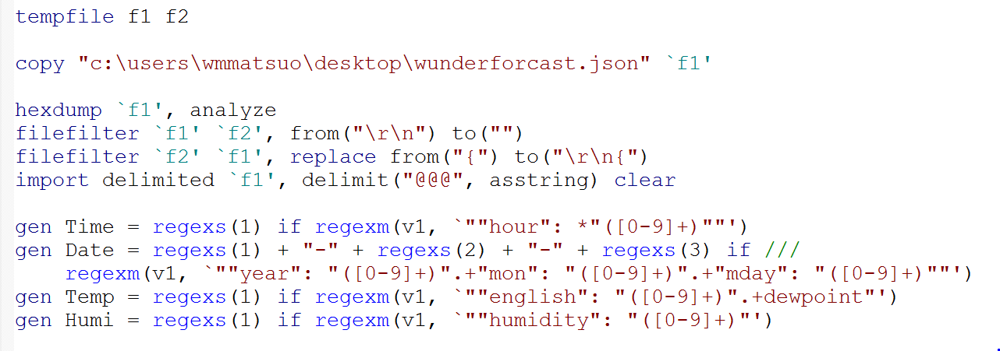 tempfile f1 f2
copy "c:\users\wmmatsuo\desktop\wunderforcast.json" `f1'
hexdump `f1', analyze
filefilter `f1' `f2', from("\r\n") to("")
filefilter `f2' `f1', replace from("{") to("\r\n{")
import delimited `f1', delimit("@@@", asstring) clear
gen Time = regexs(1) if regexm(v1, `""hour": *"([0-9]+)""')
gen Date = regexs(1) + "-" + regexs(2) + "-" + regexs(3) if ///
    regexm(v1, `""year": "([0-9]+)".+"mon": "([0-9]+)".+"mday": "([0-9]+)""')
gen Temp = regexs(1) if regexm(v1, `""english": "([0-9]+)".+dewpoint"')
gen Humi = regexs(1) if regexm(v1, `""humidity": "([0-9]+)"')